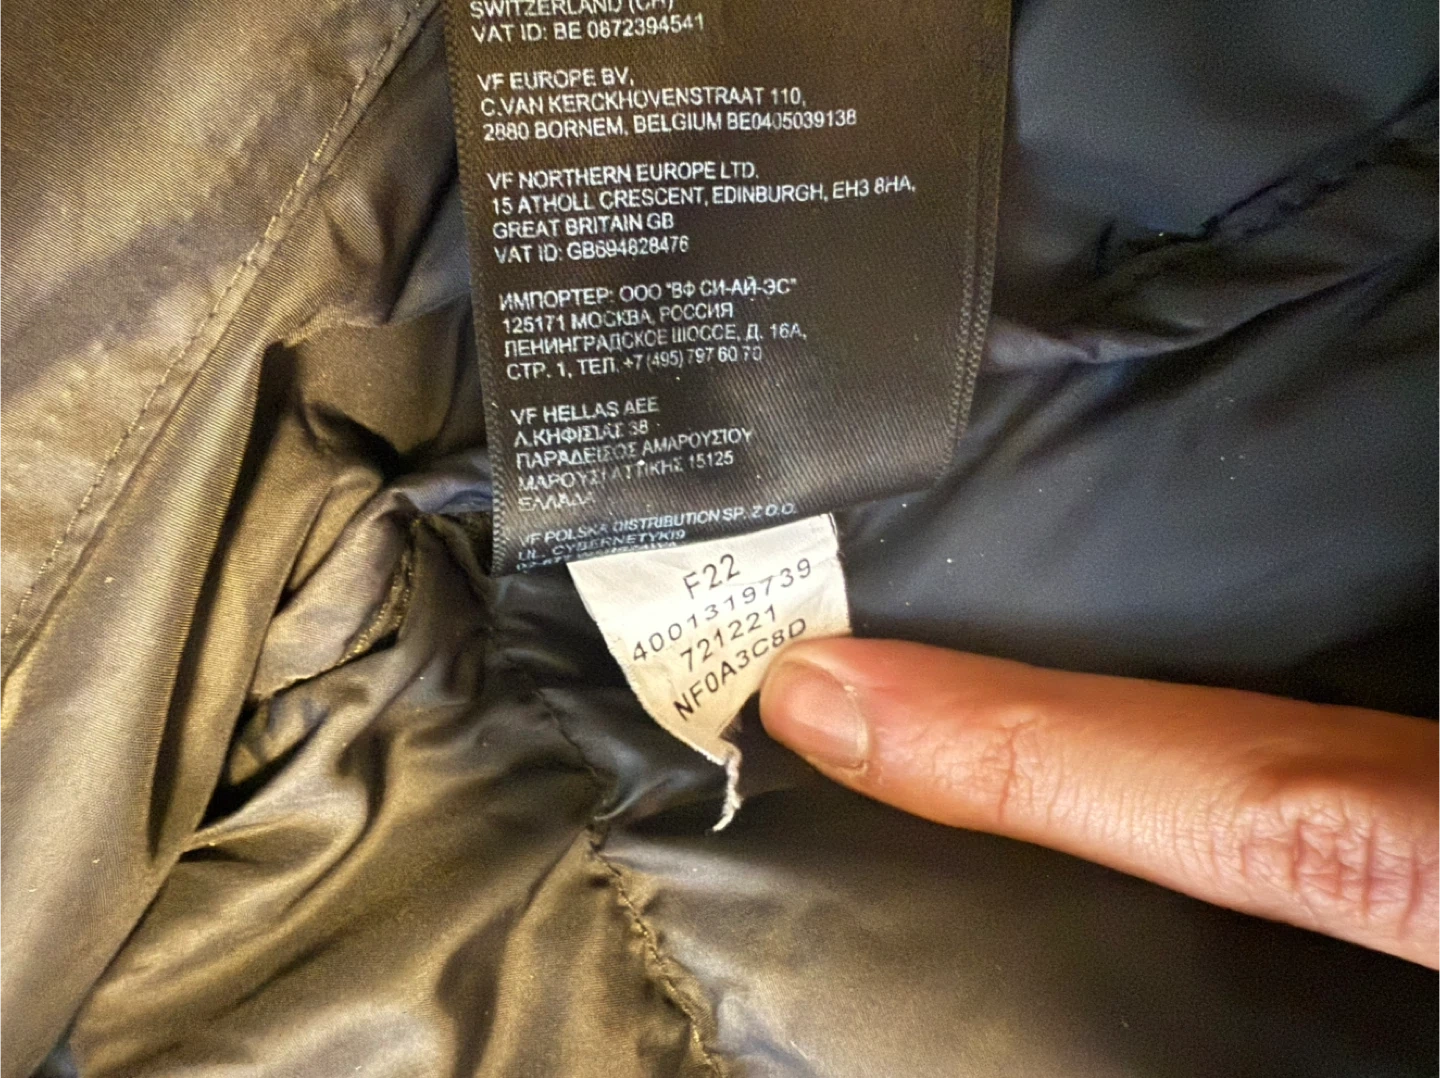 SWITZERLAND (CH)
VAT ID: BE 0872394541
VF EUROPE BV,
C.VAN KERCKHOVENSTRAAT 110,
2880 BORNEM, BELGIUM BE0405039138
VF NORTHERN EUROPE LTD.
15 ATHOLL CRESCENT, EDINBURGH, EH3 8HA,
GREAT BRITAIN GB
VAT ID: GB694828476
ИМПОРТЕР: ООО "ВФ СИ-АЙ-ЭС"
125171 МОСКВА, РОССИЯ
ЛЕНИНГРАДСКОЕ ШОССЕ, Д. 16А,
СТР. 1, ТЕЛ. +7 (495) 797 60 70
VF HELLAS AEE
Λ.ΚΗΦΙΣΙΑΣ 38
ΠΑΡΑΔΕΙΣΟΣ ΑΜΑΡΟΥΣΙΟΥ
ΜΑΡΟΥΣΙ ΑΤΤΙΚΗΣ 15125
ΕΛΛΑΔΑ
VF POLSKA DISTRIBUTION SP. Z O.O.
UL. CYBERNETYKI9
F22
4001319739
721221
NF0A3C8D